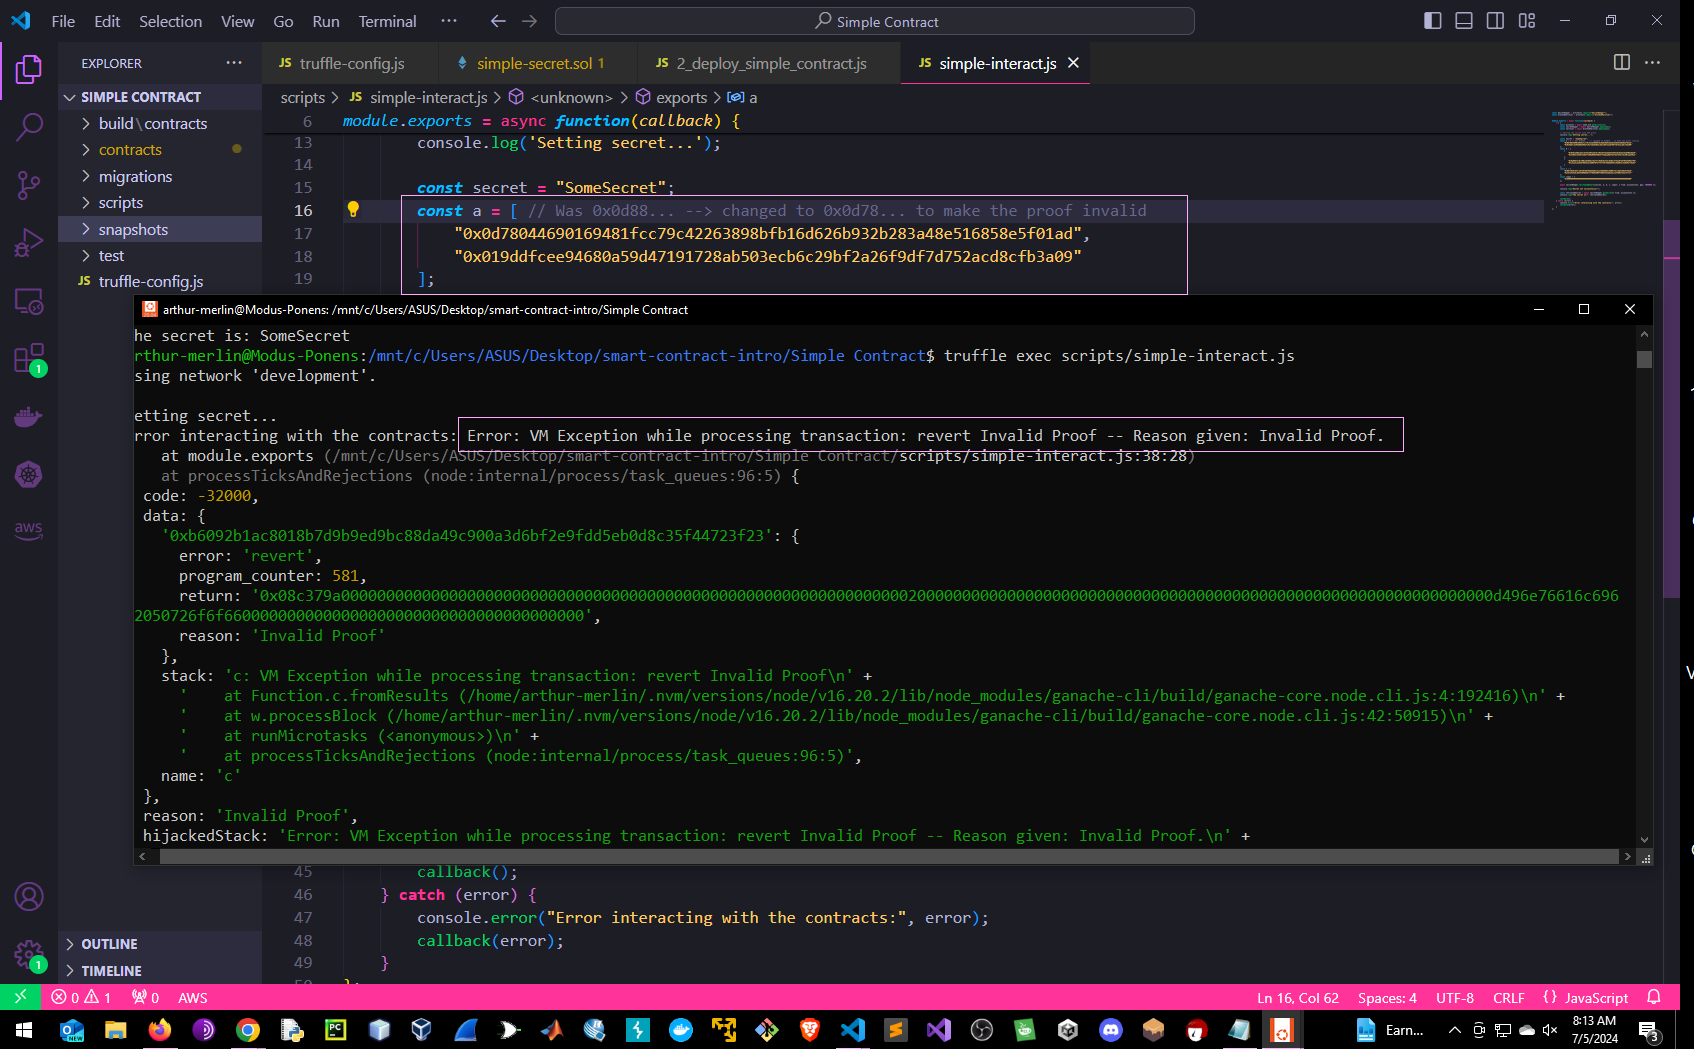 File Edit Selection View Go Run Terminal ··· Simple Contract
EXPLORER ···
JS truffle-config.js
simple-secret.sol 1
JS 2_deploy_simple_contract.js
JS simple-interact.js
scripts > JS simple-interact.js > <unknown> > exports > a
SIMPLE CONTRACT
build\contracts
contracts
migrations
scripts
snapshots
test
JS truffle-config.js
6 module.exports = async function(callback) {
13 console.log('Setting secret...');
14
15 const secret = "SomeSecret";
16 const a = [ // Was 0x0d88... --> changed to 0x0d78... to make the proof invalid
17 "0x0d78044690169481fcc79c42263898bfb16d626b932b283a48e516858e5f01ad",
18 "0x019ddfcee94680a59d47191728ab503ecb6c29bf2a26f9df7d752acd8cfb3a09"
19 ];
arthur-merlin@Modus-Ponens: /mnt/c/Users/ASUS/Desktop/smart-contract-intro/Simple Contract
he secret is: SomeSecret
rthur-merlin@Modus-Ponens:/mnt/c/Users/ASUS/Desktop/smart-contract-intro/Simple Contract$ truffle exec scripts/simple-interact.js
sing network 'development'.
etting secret...
rror interacting with the contracts: Error: VM Exception while processing transaction: revert Invalid Proof -- Reason given: Invalid Proof.
at module.exports (/mnt/c/Users/ASUS/Desktop/smart-contract-intro/Simple Contract/scripts/simple-interact.js:38:28)
at processTicksAndRejections (node:internal/process/task_queues:96:5) {
code: -32000,
data: {
'0xb6092b1ac8018b7d9b9ed9bc88da49c900a3d6bf2e9fdd5eb0d8c35f44723f23': {
error: 'revert',
program_counter: 581,
return: '0x08c379a0000000000000000000000000000000000000000000000000000000000000002000000000000000000000000000000000000000000000000000000000000000d496e76616c696
2050726f6f6600000000000000000000000000000000000000',
reason: 'Invalid Proof'
},
stack: 'c: VM Exception while processing transaction: revert Invalid Proof\n' +
' at Function.c.fromResults (/home/arthur-merlin/.nvm/versions/node/v16.20.2/lib/node_modules/ganache-cli/build/ganache-core.node.cli.js:4:192416)\n' +
' at w.processBlock (/home/arthur-merlin/.nvm/versions/node/v16.20.2/lib/node_modules/ganache-cli/build/ganache-core.node.cli.js:42:50915)\n' +
' at runMicrotasks (<anonymous>)\n' +
' at processTicksAndRejections (node:internal/process/task_queues:96:5)',
name: 'c'
},
reason: 'Invalid Proof',
hijackedStack: 'Error: VM Exception while processing transaction: revert Invalid Proof -- Reason given: Invalid Proof.\n' +
45 callback();
46 } catch (error) {
47 console.error("Error interacting with the contracts:", error);
48 callback(error);
49 }
OUTLINE
TIMELINE
aws
1
1
0 1 0 AWS
Ln 16, Col 62 Spaces: 4 UTF-8 CRLF {} JavaScript
Earn...
8:13 AM
7/5/2024
3